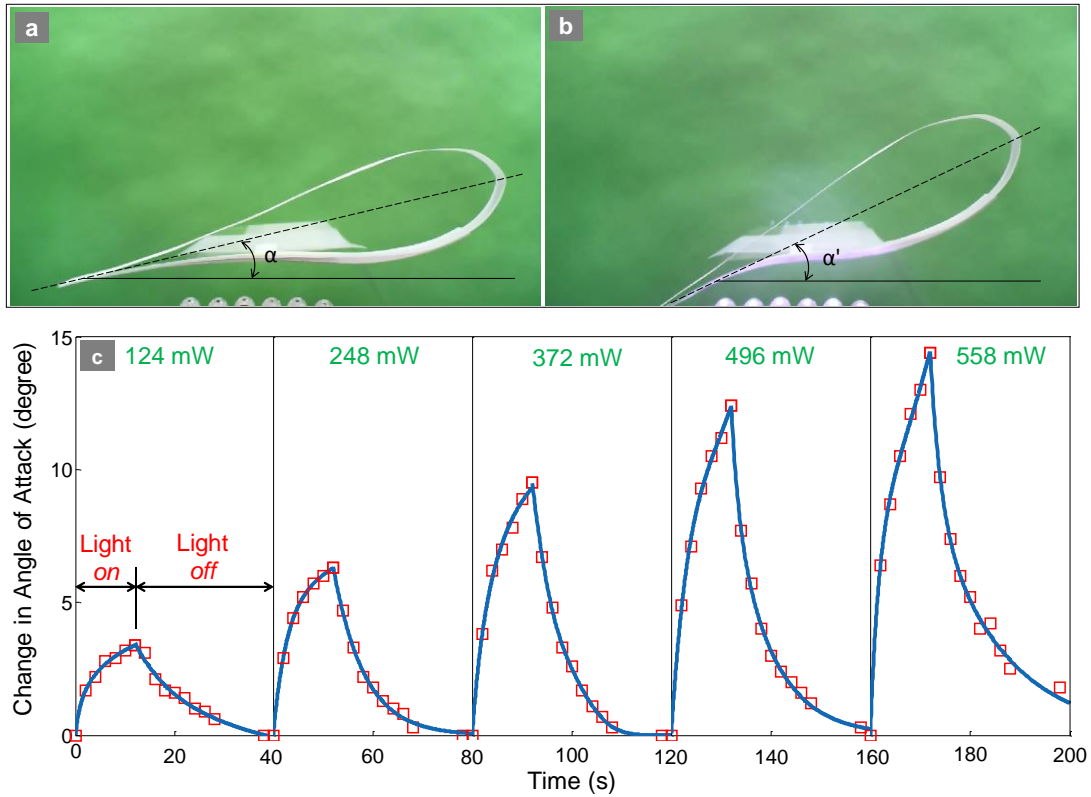 a
b
α
α'
c
124 mW
248 mW
372 mW
496 mW
558 mW
Change in Angle of Attack (degree)
15
10
5
0
Light
on
Light
off
0
20
40
60
80
100
120
140
160
180
200
Time (s)